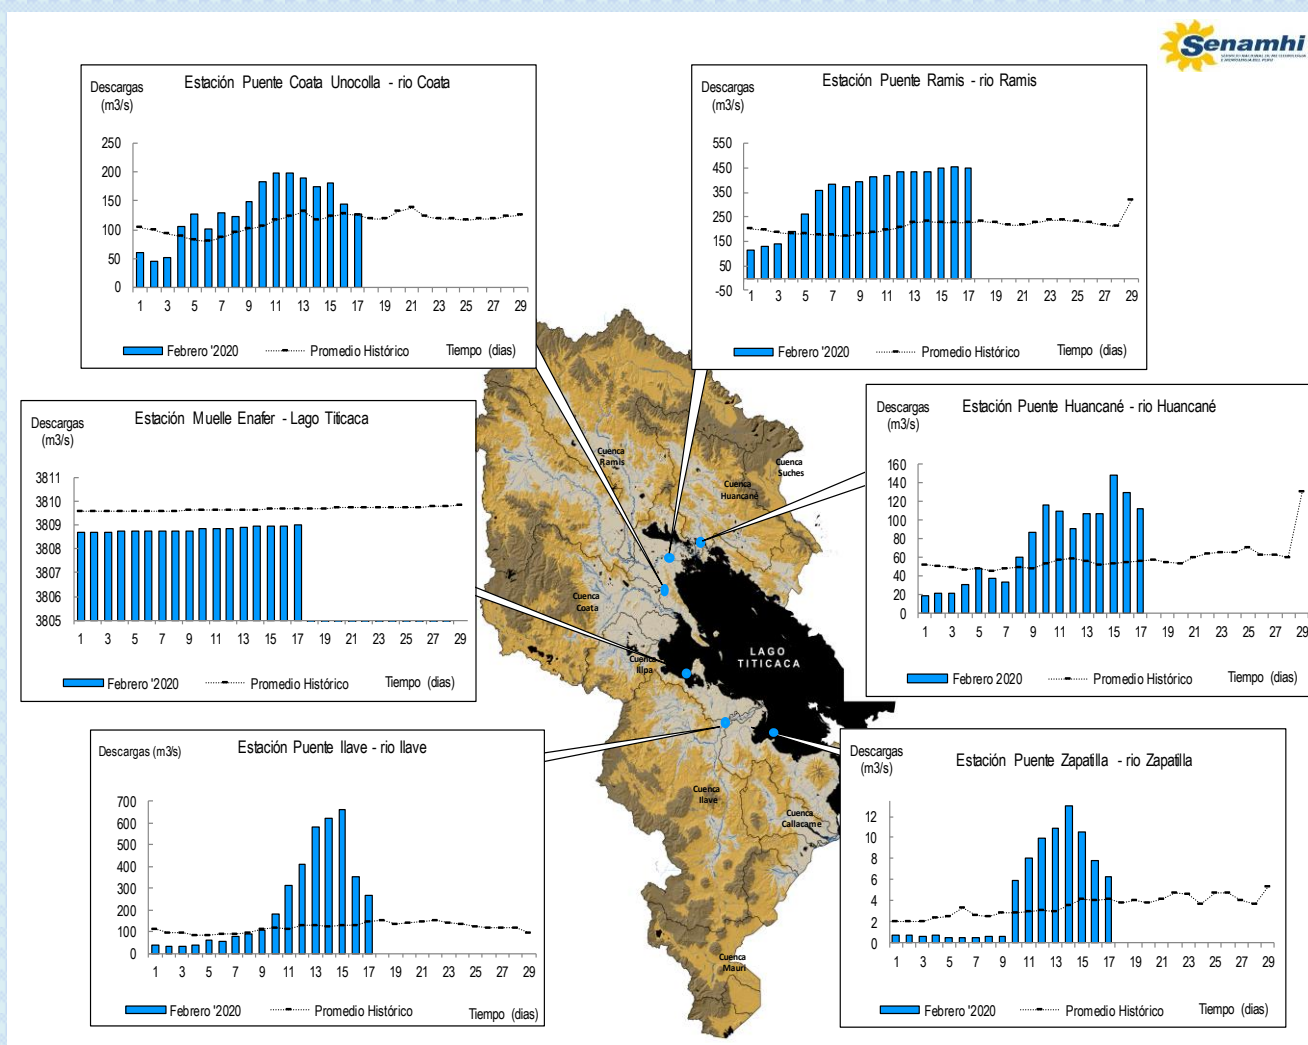 Senamhi
Descargas
(m3/s)
Estación Puente Coata Unocolla - rio Coata
250
200
150
100
50
0
1 3 5 7 9 11 13 15 17 19 21 23 25 27 29
Febrero '2020 Promedio Histórico Tiempo (dias)
Descargas
(m3/s)
Estación Puente Ramis - rio Ramis
550
450
350
250
150
50
-50
1 3 5 7 9 11 13 15 17 19 21 23 25 27 29
Febrero '2020 Promedio Histórico Tiempo (dias)
Descargas
(m3/s)
Estación Muelle Enafer - Lago Titicaca
3811
3810
3809
3808
3807
3806
3805
1 3 5 7 9 11 13 15 17 19 21 23 25 27 29
Febrero '2020 Promedio Histórico Tiempo (dias)
Descargas
(m3/s)
Estación Puente Huancané - rio Huancané
160
140
120
100
80
60
40
20
0
1 3 5 7 9 11 13 15 17 19 21 23 25 27 29
Febrero 2020 Promedio Histórico Tiempo (dias)
Cuenca
Ramis
Cuenca
Suches
Cuenca
Huancané
Cuenca
Coata
LAGO
TITICACA
Cuenca
Illpa
Cuenca
Ilavé
Cuenca
Callacame
Cuenca
Mauri
Descargas (m3/s)
Estación Puente Ilave - rio Ilave
700
600
500
400
300
200
100
0
1 3 5 7 9 11 13 15 17 19 21 23 25 27 29
Febrero '2020 Promedio Histórico Tiempo (dias)
Descargas
(m3/s)
Estación Puente Zapatilla - rio Zapatilla
12
10
8
6
4
2
0
1 3 5 7 9 11 13 15 17 19 21 23 25 27 29
Febrero '2020 Promedio Histórico Tiempo (dias)